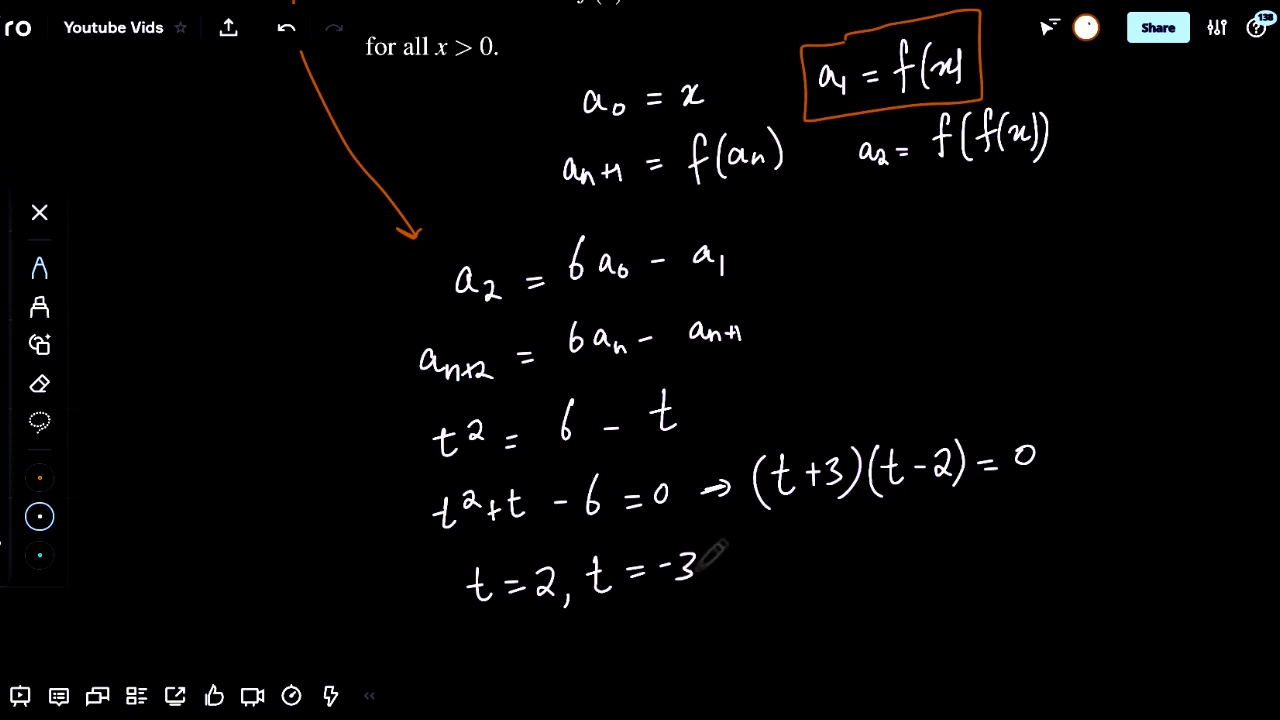 ro Youtube Vids Share 138
for all x > 0.
a₀ = x
a₁ = f(x)
aₙ₊₁ = f(aₙ)
a₂ = f(f(x))
a₂ = 6a₀ - a₁
aₙ₊₂ = 6aₙ - aₙ₊₁
t² = 6 - t
t² + t - 6 = 0 → (t+3)(t-2) = 0
t = 2, t = -3